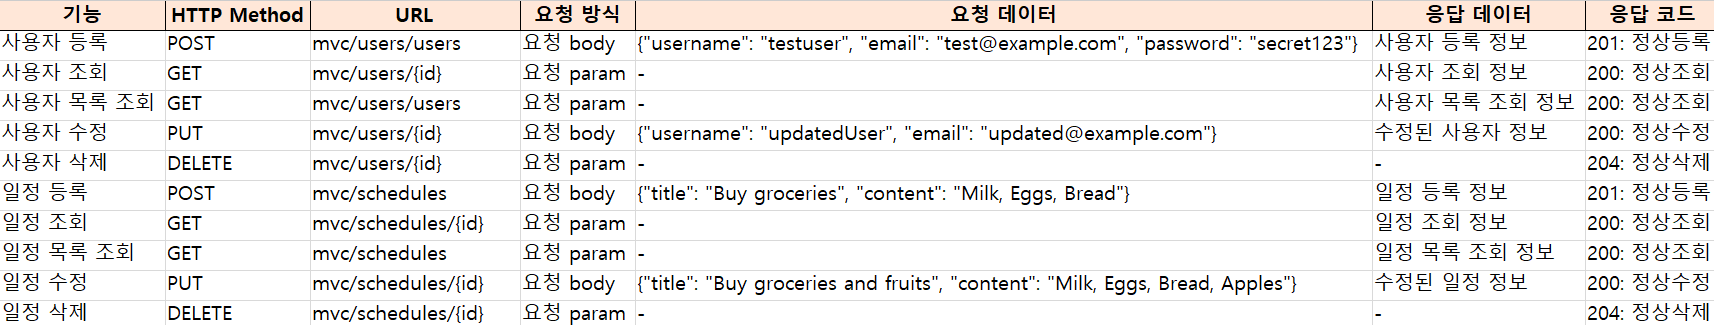 기능 HTTP Method URL 요청 방식 요청 데이터 응답 데이터 응답 코드
사용자 등록 POST mvc/users/users 요청 body {"username": "testuser", "email": "test@example.com", "password": "secret123"} 사용자 등록 정보 201: 정상등록
사용자 조회 GET mvc/users/{id} 요청 param - 사용자 조회 정보 200: 정상조회
사용자 목록 조회 GET mvc/users/users 요청 param - 사용자 목록 조회 정보 200: 정상조회
사용자 수정 PUT mvc/users/{id} 요청 body {"username": "updatedUser", "email": "updated@example.com"} 수정된 사용자 정보 200: 정상수정
사용자 삭제 DELETE mvc/users/{id} 요청 param - - 204: 정상삭제
일정 등록 POST mvc/schedules 요청 body {"title": "Buy groceries", "content": "Milk, Eggs, Bread"} 일정 등록 정보 201: 정상등록
일정 조회 GET mvc/schedules/{id} 요청 param - 일정 조회 정보 200: 정상조회
일정 목록 조회 GET mvc/schedules 요청 param - 일정 목록 조회 정보 200: 정상조회
일정 수정 PUT mvc/schedules/{id} 요청 body {"title": "Buy groceries and fruits", "content": "Milk, Eggs, Bread, Apples"} 수정된 일정 정보 200: 정상수정
일정 삭제 DELETE mvc/schedules/{id} 요청 param - - 204: 정상삭제